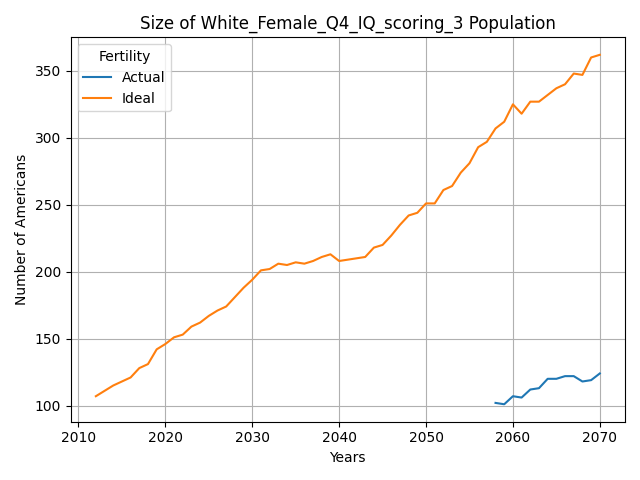 Size of White_Female_Q4_IQ_scoring_3 Population
Fertility
Actual
Ideal
Number of Americans
350
300
250
200
150
100
2010 2020 2030 2040 2050 2060 2070
Years